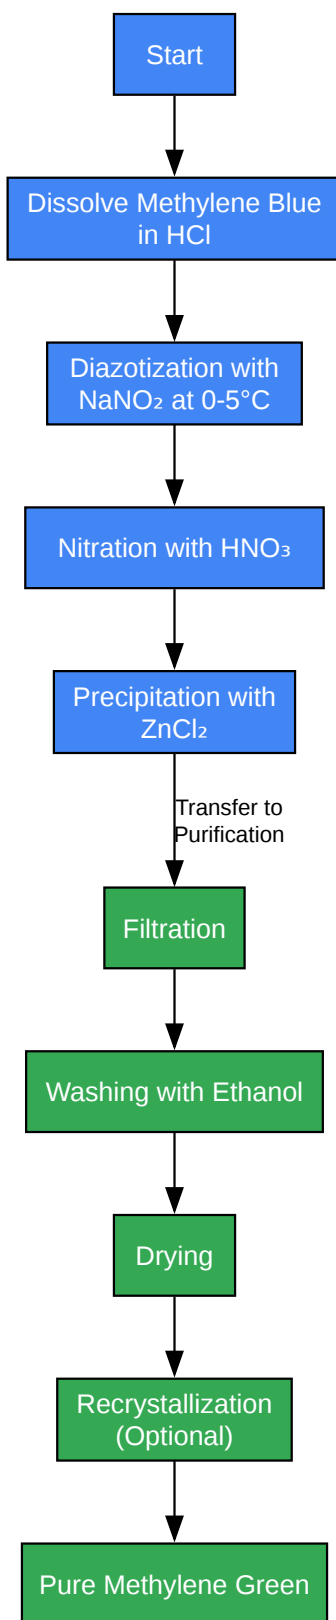 Start
Dissolve Methylene Blue
in HCl
Diazotization with
NaNO₂ at 0-5°C
Nitration with HNO₃
Precipitation with
ZnCl₂
Transfer to
Purification
Filtration
Washing with Ethanol
Drying
Recrystallization
(Optional)
Pure Methylene Green